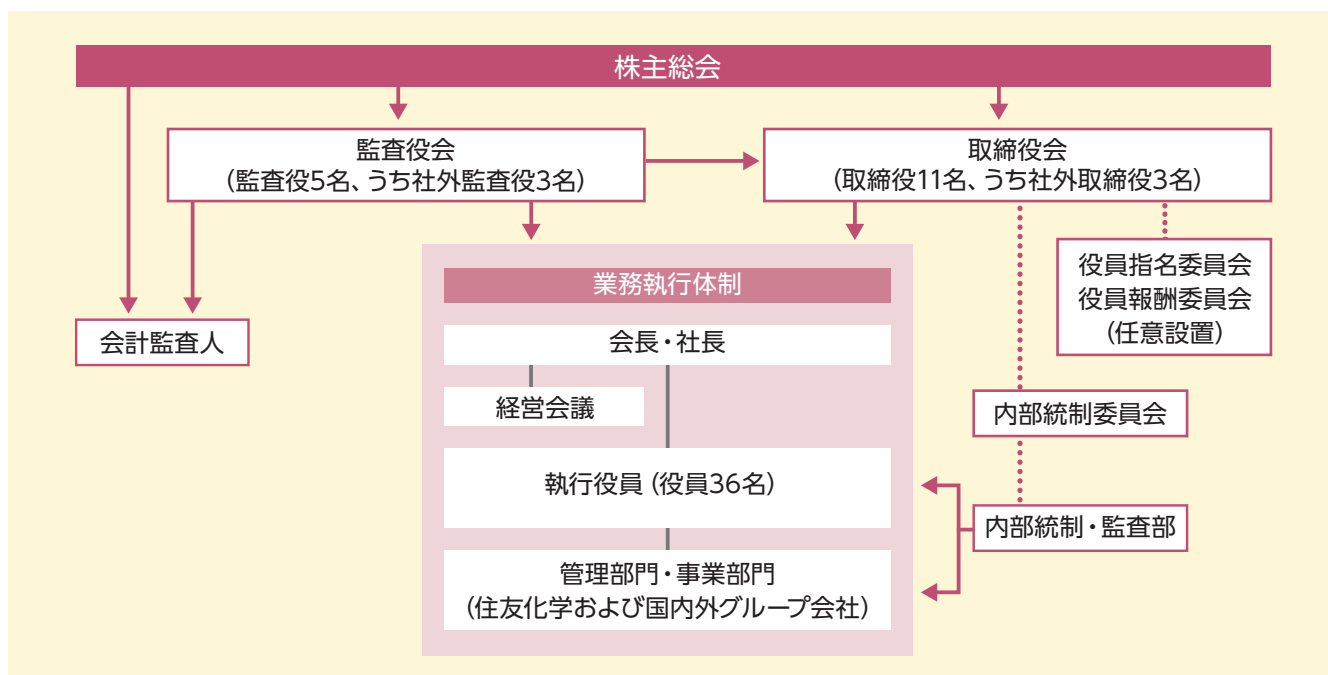 株主総会
監査役会
（監査役5名、うち社外監査役3名）
取締役会
（取締役11名、うち社外取締役3名）
業務執行体制
会長・社長
経営会議
執行役員（役員36名）
管理部門・事業部門
（住友化学および国内外グループ会社）
会計監査人
役員指名委員会
役員報酬委員会
（任意設置）
内部統制委員会
内部統制・監査部